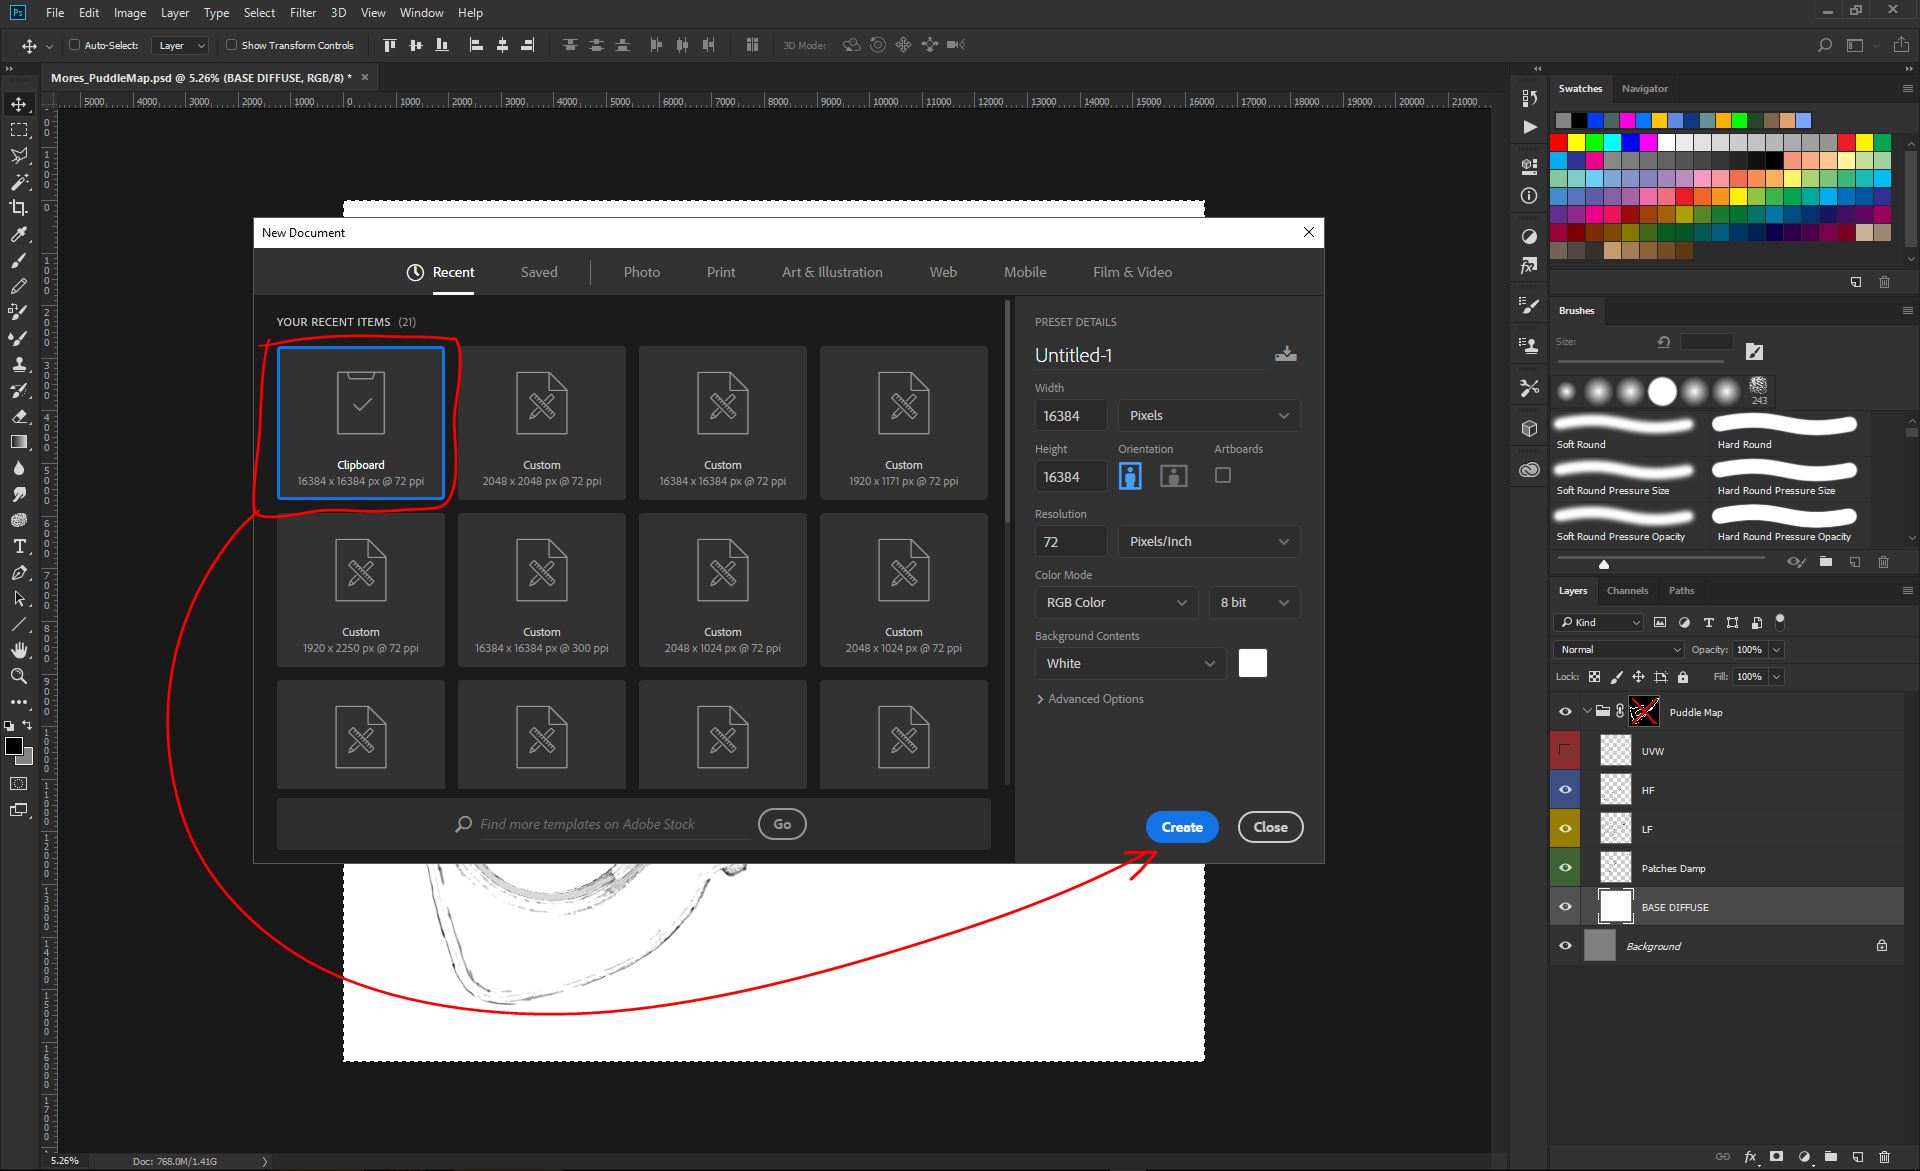 Ps File Edit Image Layer Type Select Filter 3D View Window Help
Auto-Select: Layer Show Transform Controls 3D Mode:
Mores_PuddleMap.psd @ 5.26% (BASE DIFFUSE, RGB/8) * ×
5000 4000 3000 2000 1000 0 1000 2000 3000 4000 5000 6000 7000 8000 9000 10000 11000 12000 13000 14000 15000 16000 17000 18000 19000 20000 21000
New Document
Recent Saved Photo Print Art & Illustration Web Mobile Film & Video
YOUR RECENT ITEMS (21)
Clipboard
16384 x 16384 px @ 72 ppi
Custom
2048 x 2048 px @ 72 ppi
Custom
16384 x 16384 px @ 72 ppi
Custom
1920 x 1171 px @ 72 ppi
Custom
1920 x 2250 px @ 72 ppi
Custom
16384 x 16384 px @ 300 ppi
Custom
2048 x 1024 px @ 72 ppi
Custom
2048 x 1024 px @ 72 ppi
Find more templates on Adobe Stock Go
PRESET DETAILS
Untitled-1
Width
16384 Pixels
Height Orientation Artboards
16384
Resolution
72 Pixels/Inch
Color Mode
RGB Color 8 bit
Background Contents
White
Advanced Options
Create Close
Swatches Navigator
Brushes
Size:
243
Soft Round Hard Round
Soft Round Pressure Size Hard Round Pressure Size
Soft Round Pressure Opacity Hard Round Pressure Opacity
Layers Channels Paths
Kind
Normal Opacity: 100%
Lock: Fill: 100%
Puddle Map
UVW
HF
LF
Patches Damp
BASE DIFFUSE
Background
fx
5.26% Doc: 768.0M/1.41G